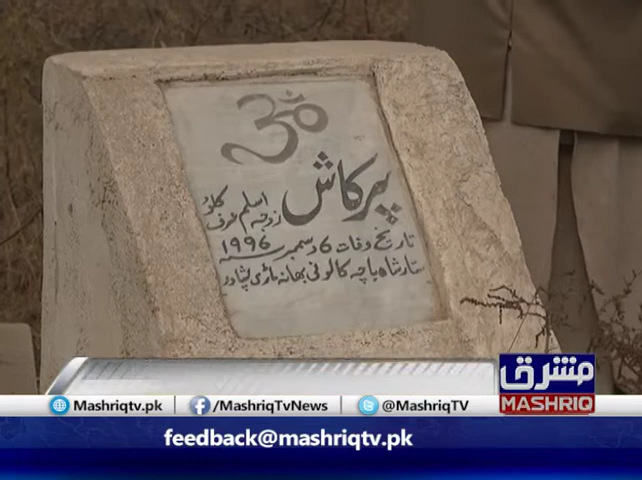 ॐ
پرکاش
زوجہ اسلم عرف کلو
تاریخ وفات 6 دسمبر 1996
ستار شاہ باچہ کالونی بھانہ ماڑی پشاور
مشرق
MASHRIQ
Mashriqtv.pk
/MashriqTvNews
@MashriqTV
feedback@mashriqtv.pk